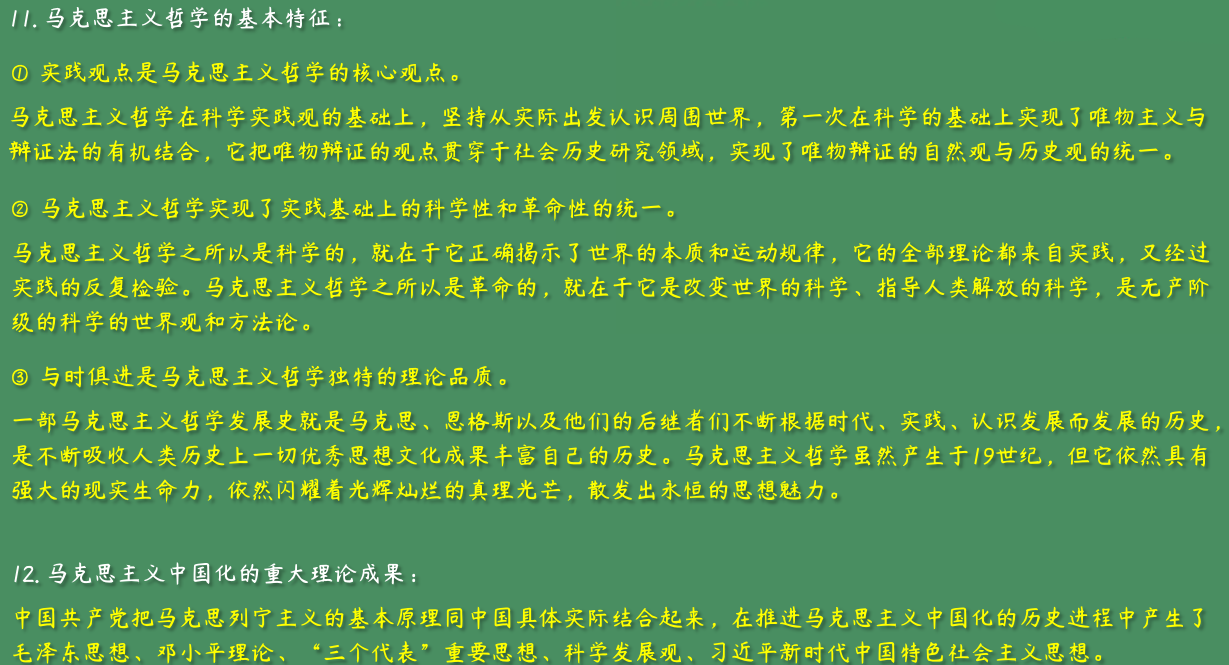 11. 马克思主义哲学的基本特征：
① 实践观点是马克思主义哲学的核心观点。
马克思主义哲学在科学实践观的基础上，坚持从实际出发认识周围世界，第一次在科学的基础上实现了唯物主义与
辩证法的有机结合，它把唯物辩证的观点贯穿于社会历史研究领域，实现了唯物辩证的自然观与历史观的统一。
② 马克思主义哲学实现了实践基础上的科学性和革命性的统一。
马克思主义哲学之所以是科学的，就在于它正确揭示了世界的本质和运动规律，它的全部理论都来自实践，又经过
实践的反复检验。马克思主义哲学之所以是革命的，就在于它是改变世界的科学、指导人类解放的科学，是无产阶
级的科学的世界观和方法论。
③ 与时俱进是马克思主义哲学独特的理论品质。
一部马克思主义哲学发展史就是马克思、恩格斯以及他们的后继者们不断根据时代、实践、认识发展而发展的历史，
是不断吸收人类历史上一切优秀思想文化成果丰富自己的历史。马克思主义哲学虽然产生于19世纪，但它依然具有
强大的现实生命力，依然闪耀着光辉灿烂的真理光芒，散发出永恒的思想魅力。
12. 马克思主义中国化的重大理论成果：
中国共产党把马克思列宁主义的基本原理同中国具体实际结合起来，在推进马克思主义中国化的历史进程中产生了
毛泽东思想、邓小平理论、“三个代表”重要思想、科学发展观、习近平新时代中国特色社会主义思想。